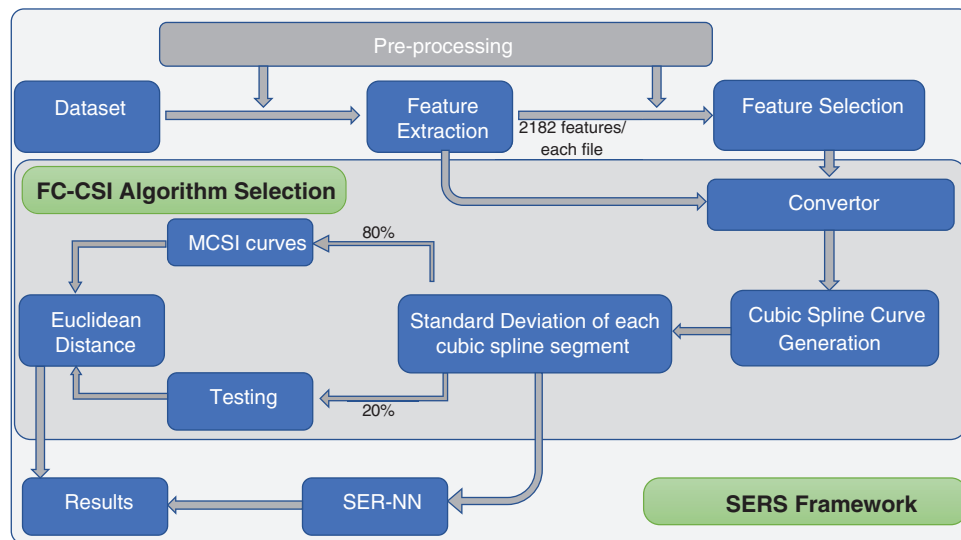 Pre-processing
Dataset
Feature
Extraction
2182 features/
each file
Feature Selection
FC-CSI Algorithm Selection
Convertor
MCSI curves
80%
Euclidean
Distance
Standard Deviation of each
cubic spline segment
Cubic Spline Curve
Generation
Testing
20%
Results
SER-NN
SERS Framework